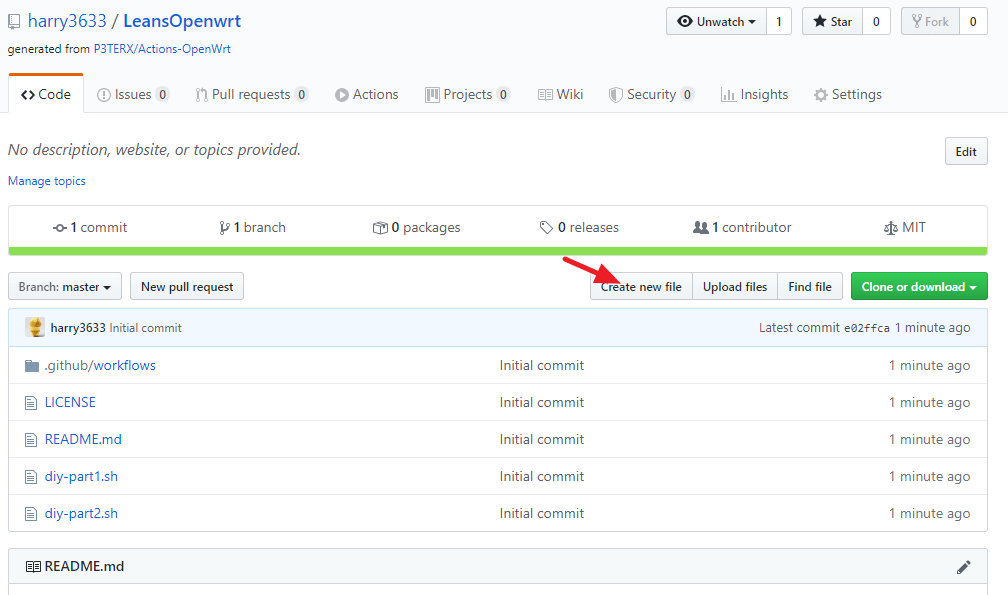 harry3633 / LeansOpenwrt
Unwatch 1 Star 0 Fork 0
generated from P3TERX/Actions-OpenWrt
Code Issues 0 Pull requests 0 Actions Projects 0 Wiki Security 0 Insights Settings
No description, website, or topics provided.
Edit
Manage topics
1 commit 1 branch 0 packages 0 releases 1 contributor MIT
Branch: master New pull request Create new file Upload files Find file Clone or download
harry3633 Initial commit Latest commit e02ffca 1 minute ago
.github/workflows Initial commit 1 minute ago
LICENSE Initial commit 1 minute ago
README.md Initial commit 1 minute ago
diy-part1.sh Initial commit 1 minute ago
diy-part2.sh Initial commit 1 minute ago
README.md